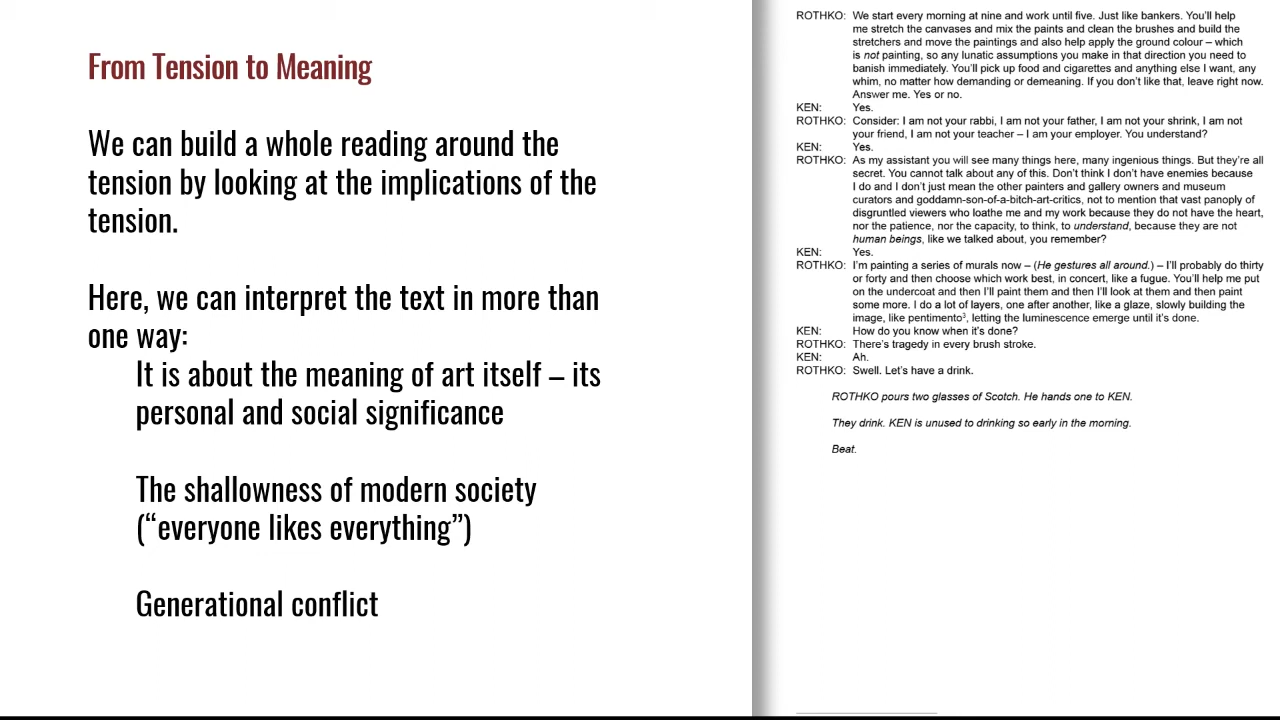 From Tension to Meaning
We can build a whole reading around the
tension by looking at the implications of the
tension.
Here, we can interpret the text in more than
one way:
It is about the meaning of art itself – its
personal and social significance
The shallowness of modern society
(“everyone likes everything”)
Generational conflict
ROTHKO: We start every morning at nine and work until five. Just like bankers. You’ll help
me stretch the canvases and mix the paints and clean the brushes and build the
stretchers and move the paintings and also help apply the ground colour – which
is not painting, so any lunatic assumptions you make in that direction you need to
banish immediately. You’ll pick up food and cigarettes and anything else I want, any
whim, no matter how demanding or demeaning. If you don’t like that, leave right now.
Answer me. Yes or no.
KEN: Yes.
ROTHKO: Consider: I am not your rabbi, I am not your father, I am not your shrink, I am not
your friend, I am not your teacher – I am your employer. You understand?
KEN: Yes.
ROTHKO: As my assistant you will see many things here, many ingenious things. But they’re all
secret. You cannot talk about any of this. Don’t think I don’t have enemies because
I do and I don’t just mean the other painters and gallery owners and museum
curators and goddamn-son-of-a-bitch-art-critics, not to mention that vast panoply of
disgruntled viewers who loathe me and my work because they do not have the heart,
nor the patience, nor the capacity, to think, to understand, because they are not
human beings, like we talked about, you remember?
KEN: Yes.
ROTHKO: I’m painting a series of murals now – (He gestures all around.) – I’ll probably do thirty
or forty and then choose which work best, in concert, like a fugue. You’ll help me put
on the undercoat and then I’ll paint them and then I’ll look at them and then paint
some more. I do a lot of layers, one after another, like a glaze, slowly building the
image, like pentimento³, letting the luminescence emerge until it’s done.
KEN: How do you know when it’s done?
ROTHKO: There’s tragedy in every brush stroke.
KEN: Ah.
ROTHKO: Swell. Let’s have a drink.
ROTHKO pours two glasses of Scotch. He hands one to KEN.
They drink. KEN is unused to drinking so early in the morning.
Beat.